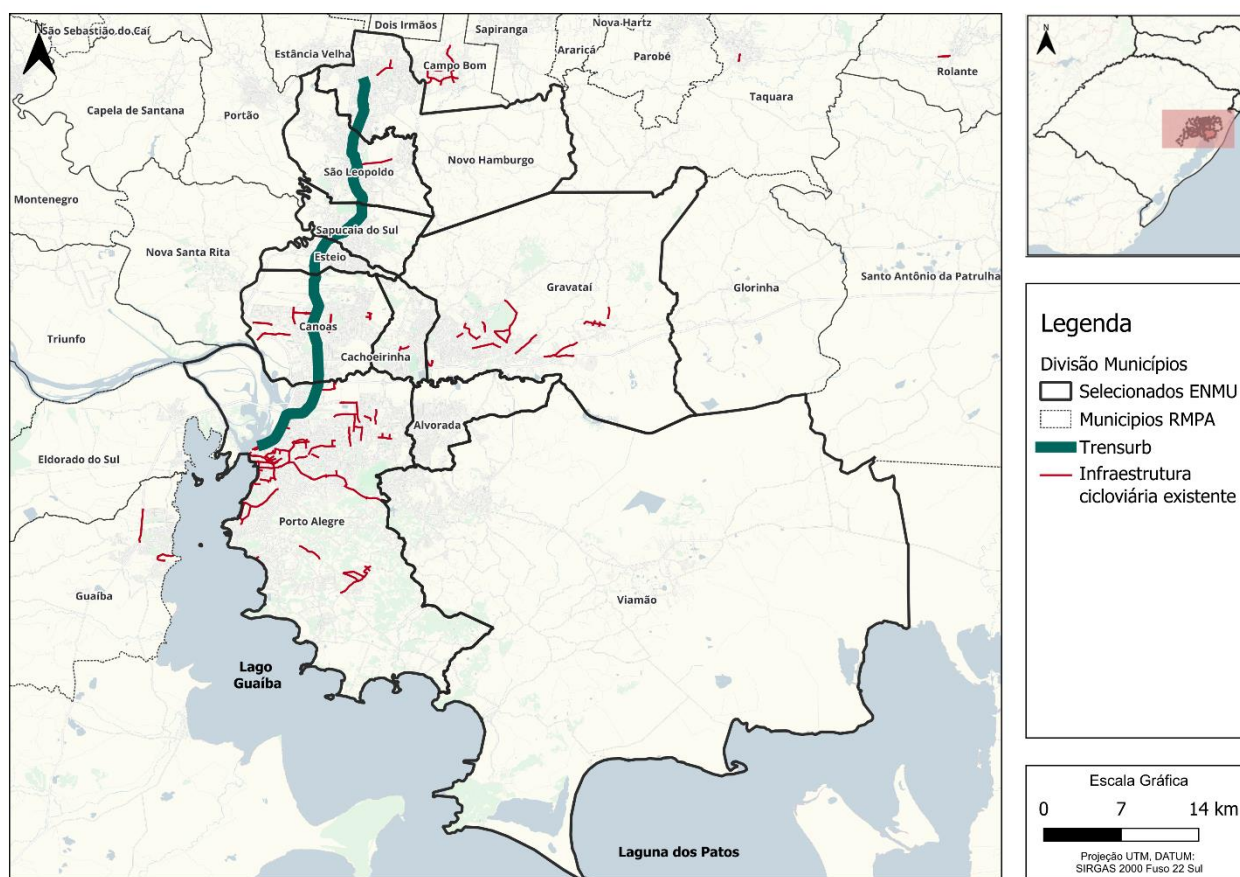 N
São Sebastião do Caí
Dois Irmãos
Sapiranga
Nova Hartz
Estância Velha
Campo Bom
Araricá
Parobé
Rolante
Capela de Santana
Portão
Taquara
Novo Hamburgo
São Leopoldo
Montenegro
Sapucaia do Sul
Nova Santa Rita
Esteio
Santo Antônio da Patrulha
Gravataí
Glorinha
Triunfo
Canoas
Cachoeirinha
Alvorada
Eldorado do Sul
Porto Alegre
Guaíba
Viamão
Lago
Guaíba
Laguna dos Patos
N
Legenda
Divisão Municípios
Selecionados ENMU
Municipios RMPA
Trensurb
Infraestrutura
cicloviária existente
Escala Gráfica
0 7 14 km
Projeção UTM, DATUM:
SIRGAS 2000 Fuso 22 Sul